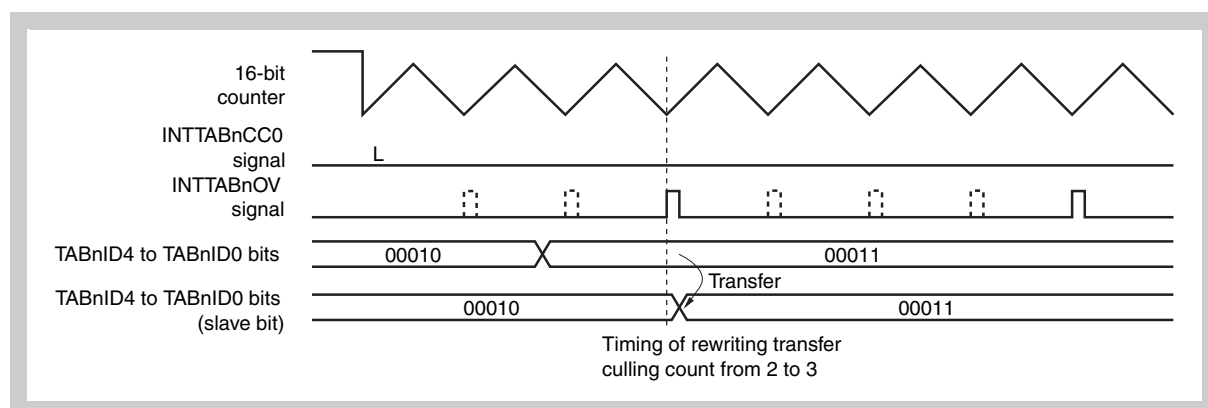 16-bit
counter
INTTABnCC0
signal
L
INTTABnOV
signal
TABnID4 to TABnID0 bits
00010
00011
Transfer
TABnID4 to TABnID0 bits
(slave bit)
00010
00011
Timing of rewriting transfer
culling count from 2 to 3